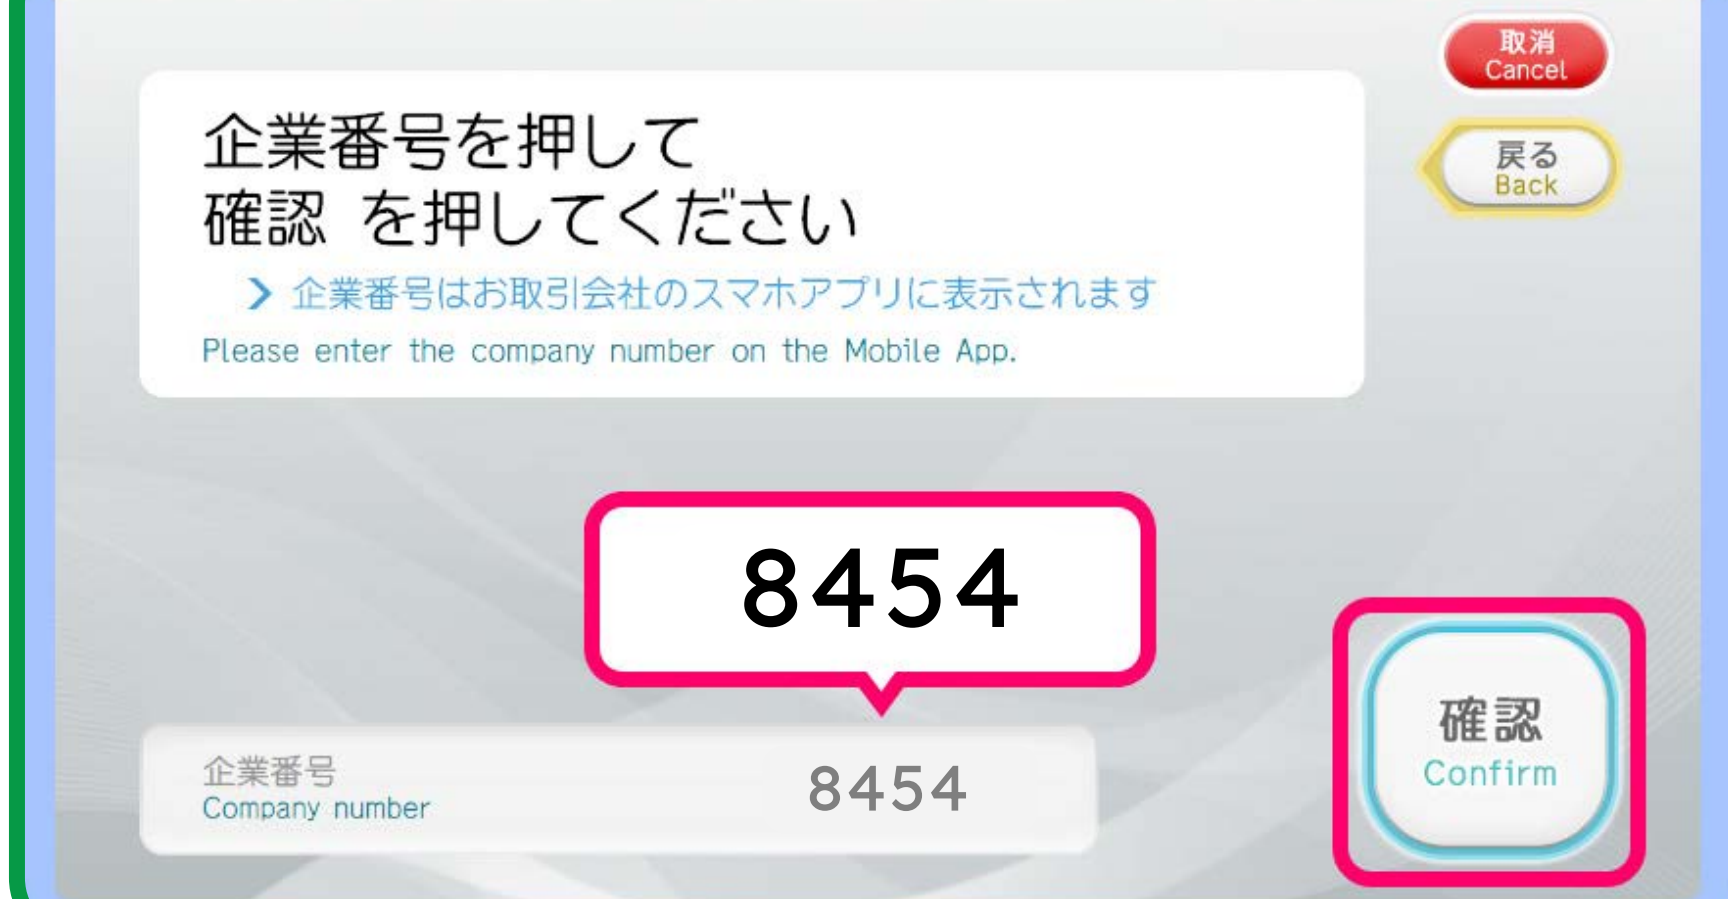 取消
Cancel
戻る
Back
企業番号を押して
確認 を押してください
> 企業番号はお取引会社のスマホアプリに表示されます
Please enter the company number on the Mobile App.
8454
企業番号
Company number
8454
確認
Confirm